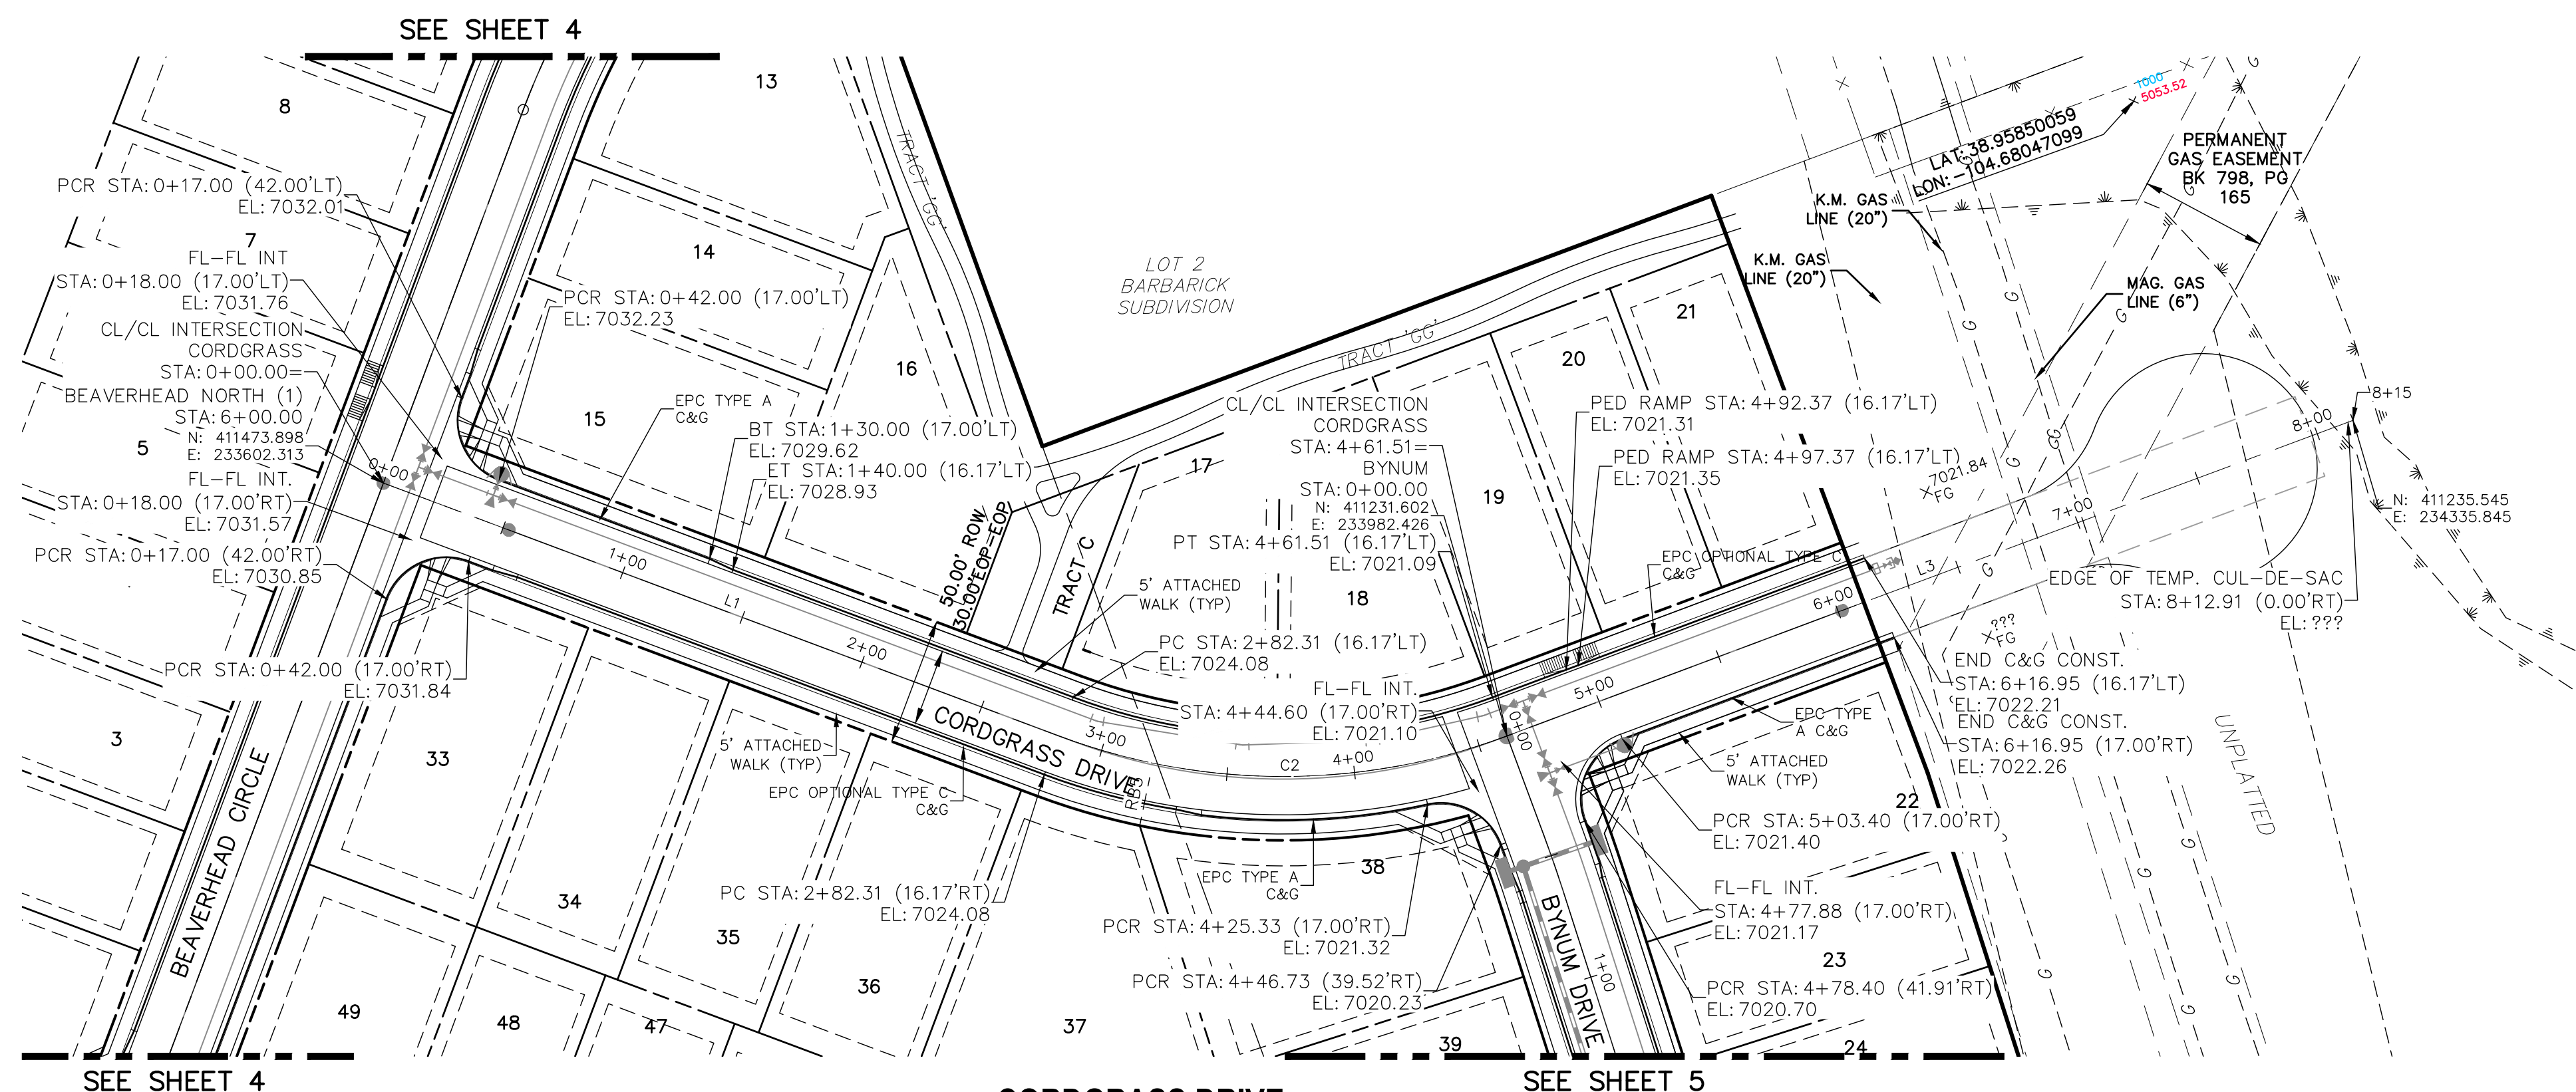 SEE SHEET 4
8
13
TRACT 'GG'
PCR STA: 0+17.00 (42.00'LT)
EL: 7032.01
7
FL-FL INT
STA: 0+18.00 (17.00'LT)
EL: 7031.76
CL/CL INTERSECTION
CORDGRASS
STA: 0+00.00=
BEAVERHEAD NORTH (1)
STA: 6+00.00
N: 411473.898
E: 233602.313
5
FL-FL INT.
STA: 0+18.00 (17.00'RT)
EL: 7031.57
PCR STA: 0+17.00 (42.00'RT)
EL: 7030.85
PCR STA: 0+42.00 (17.00'RT)
EL: 7031.84
3
BEAVERHEAD CIRCLE
0+00
14
PCR STA: 0+42.00 (17.00'LT)
EL: 7032.23
15
16
EPC TYPE A
C&G
BT STA: 1+30.00 (17.00'LT)
EL: 7029.62
ET STA: 1+40.00 (16.17'LT)
EL: 7028.93
1+00
L1
2+00
50.00' ROW
30.00'EOP-EOP
TRACT C
LOT 2
BARBARICK
SUBDIVISION
TRACT 'GG'
17
5' ATTACHED
WALK (TYP)
PC STA: 2+82.31 (16.17'LT)
EL: 7024.08
CORDGRASS DRIVE
3+00
RB3
C2
4+00
5' ATTACHED
WALK (TYP)
EPC OPTIONAL TYPE C
C&G
PC STA: 2+82.31 (16.17'RT)
EL: 7024.08
EPC TYPE A
C&G
33
34
35
36
37
38
39
49
48
47
18
19
20
21
CL/CL INTERSECTION
CORDGRASS
STA: 4+61.51=
BYNUM
STA: 0+00.00
N: 411231.602
E: 233982.426
PT STA: 4+61.51 (16.17'LT)
EL: 7021.09
FL-FL INT.
STA: 4+44.60 (17.00'RT)
EL: 7021.10
PCR STA: 4+25.33 (17.00'RT)
EL: 7021.32
PCR STA: 4+46.73 (39.52'RT)
EL: 7020.23
PED RAMP STA: 4+92.37 (16.17'LT)
EL: 7021.31
PED RAMP STA: 4+97.37 (16.17'LT)
EL: 7021.35
EPC OPTIONAL TYPE C
C&G
0+00
5+00
6+00
L3
7+00
8+00
8+15
EPC TYPE
A C&G
5' ATTACHED
WALK (TYP)
22
PCR STA: 5+03.40 (17.00'RT)
EL: 7021.40
FL-FL INT.
STA: 4+77.88 (17.00'RT)
EL: 7021.17
23
PCR STA: 4+78.40 (41.91'RT)
EL: 7020.70
24
BYNUM DRIVE
1+00
END C&G CONST.
STA: 6+16.95 (16.17'LT)
EL: 7022.21
END C&G CONST.
STA: 6+16.95 (17.00'RT)
EL: 7022.26
EDGE OF TEMP. CUL-DE-SAC
STA: 8+12.91 (0.00'RT)
EL: ???
???
FG
7021.84
FG
N: 411235.545
E: 234335.845
K.M. GAS
LINE (20")
K.M. GAS
LINE (20")
MAG. GAS
LINE (6")
LAT: 38.95850059
LON: -104.68047099
1000
5053.52
PERMANENT
GAS EASEMENT
BK 798, PG
165
UNPLATTED
G
G
G
G
G
G
G
G
G
G
G
G
G
G
SEE SHEET 4
CORDGRASS DRIVE
SEE SHEET 5